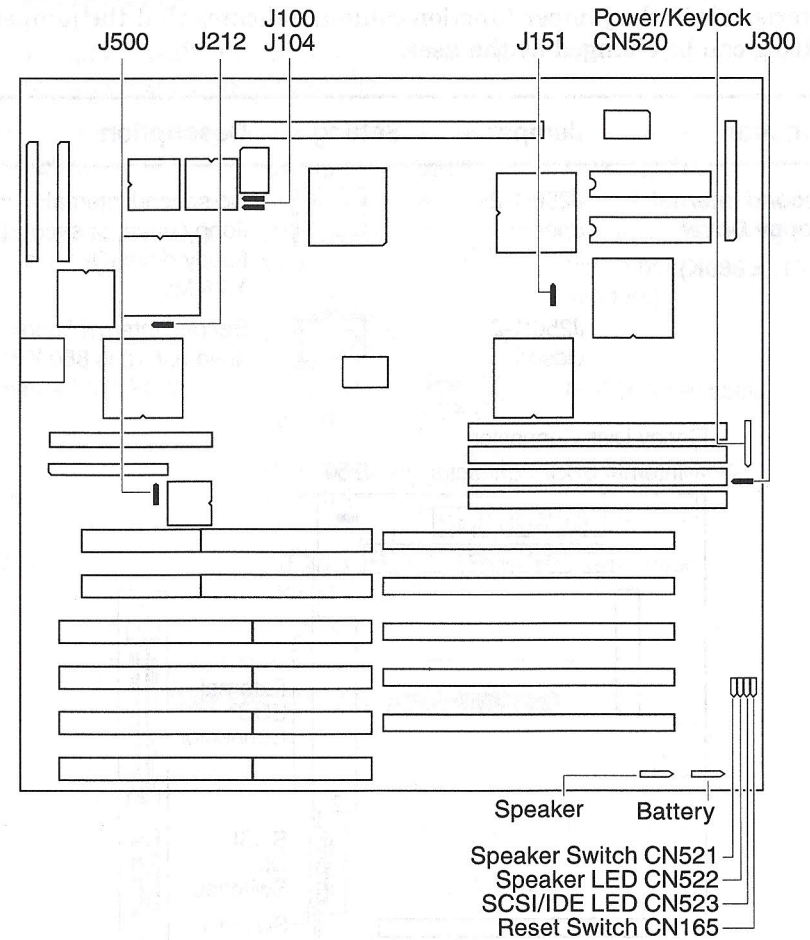 J500
J212
J100
J104
J151
Power/Keylock
CN520
J300
Speaker
Battery
Speaker Switch CN521
Speaker LED CN522
SCSI/IDE LED CN523
Reset Switch CN165